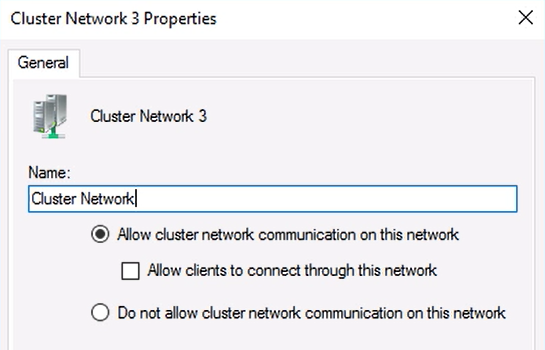 Cluster Network 3 Properties
General
Cluster Network 3
Name:
Cluster Network
Allow cluster network communication on this network
Allow clients to connect through this network
Do not allow cluster network communication on this network